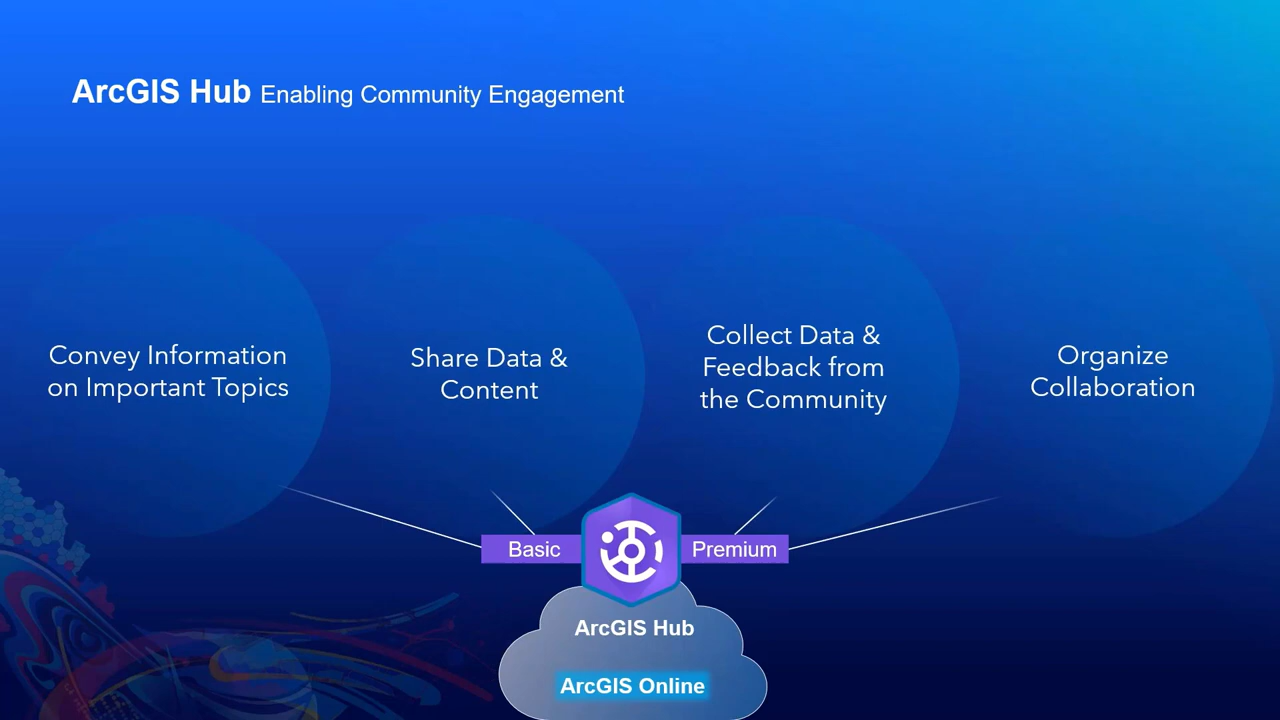 ArcGIS Hub Enabling Community Engagement
Convey Information
on Important Topics
Share Data &
Content
Collect Data &
Feedback from
the Community
Organize
Collaboration
Basic
Premium
ArcGIS Hub
ArcGIS Online